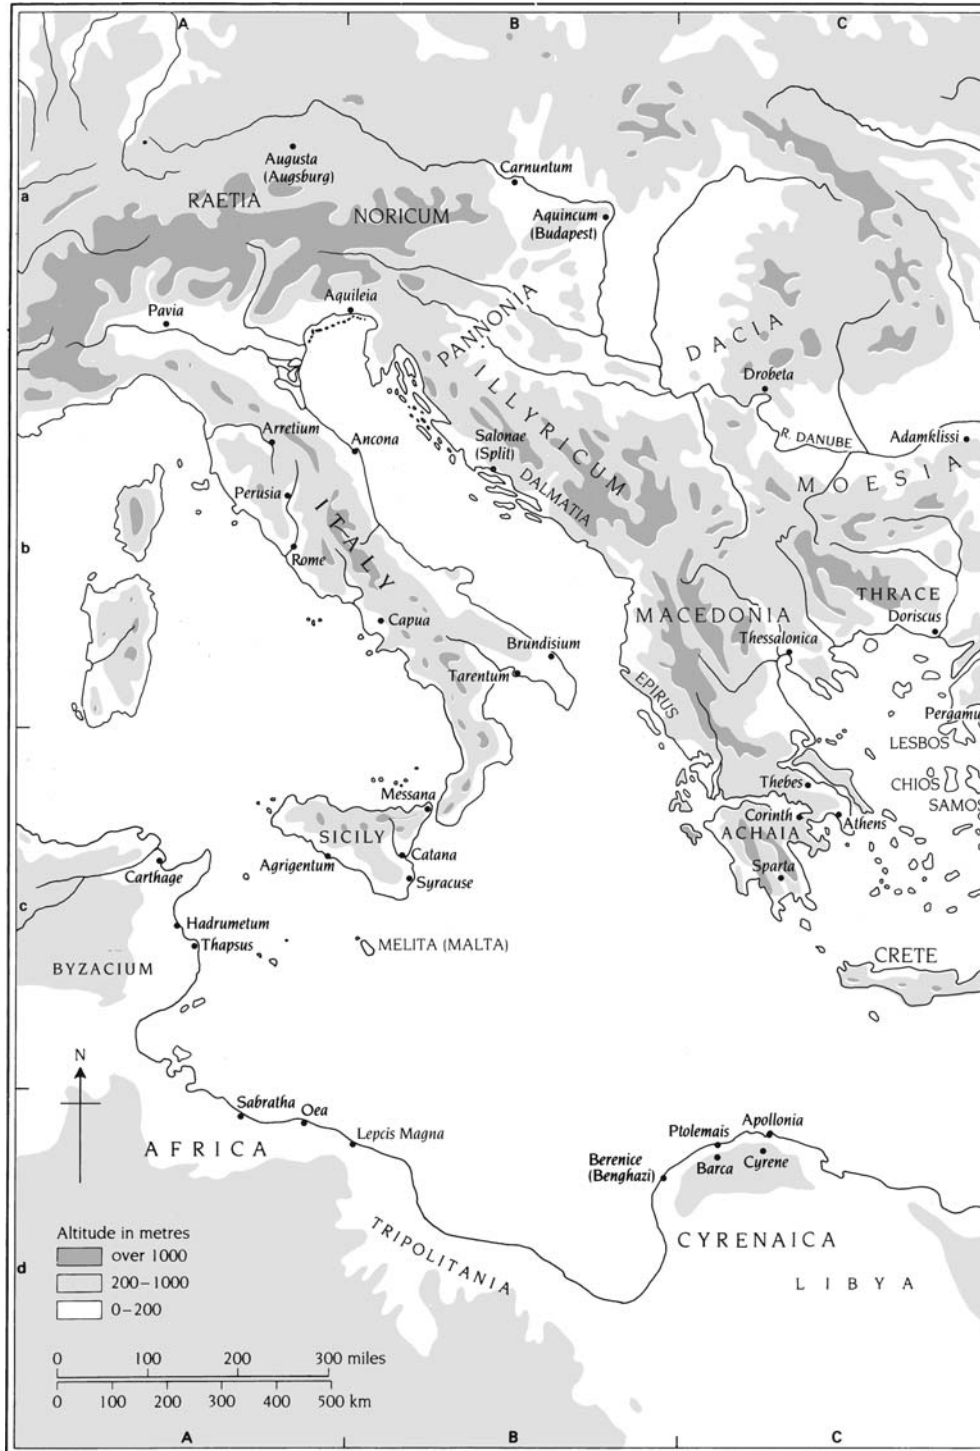 A
B
C
a
Augusta
(Augsburg)
RAETIA
NORICUM
Carnuntum
Aquincum
(Budapest)
Pavia
Aquileia
PANNONIA
DACIA
Drobeta
ILLYRICUM
R. DANUBE
Adamklissi
Arretium
Ancona
Salonae
(Split)
DALMATIA
MOESIA
Perusia
ITALY
b
Rome
THRACE
Doriscus
MACEDONIA
Thessalonica
Capua
Brundisium
Tarentum
EPIRUS
Pergamu
LESBOS
Thebes
CHIOS
SAMOS
Messana
SICILY
Corinth
Athens
ACHAIA
Catana
Agrigentum
Syracuse
Sparta
Carthage
c
Hadrumetum
Thapsus
MELITA (MALTA)
BYZACIUM
CRETE
N
Sabratha
Oea
Lepcis Magna
AFRICA
Apollonia
Ptolemais
Barca
Cyrene
Berenice
(Benghazi)
TRIPOLITANIA
CYRENAICA
LIBYA
Altitude in metres
over 1000
200–1000
0–200
d
0 100 200 300 miles
0 100 200 300 400 500 km
A
B
C